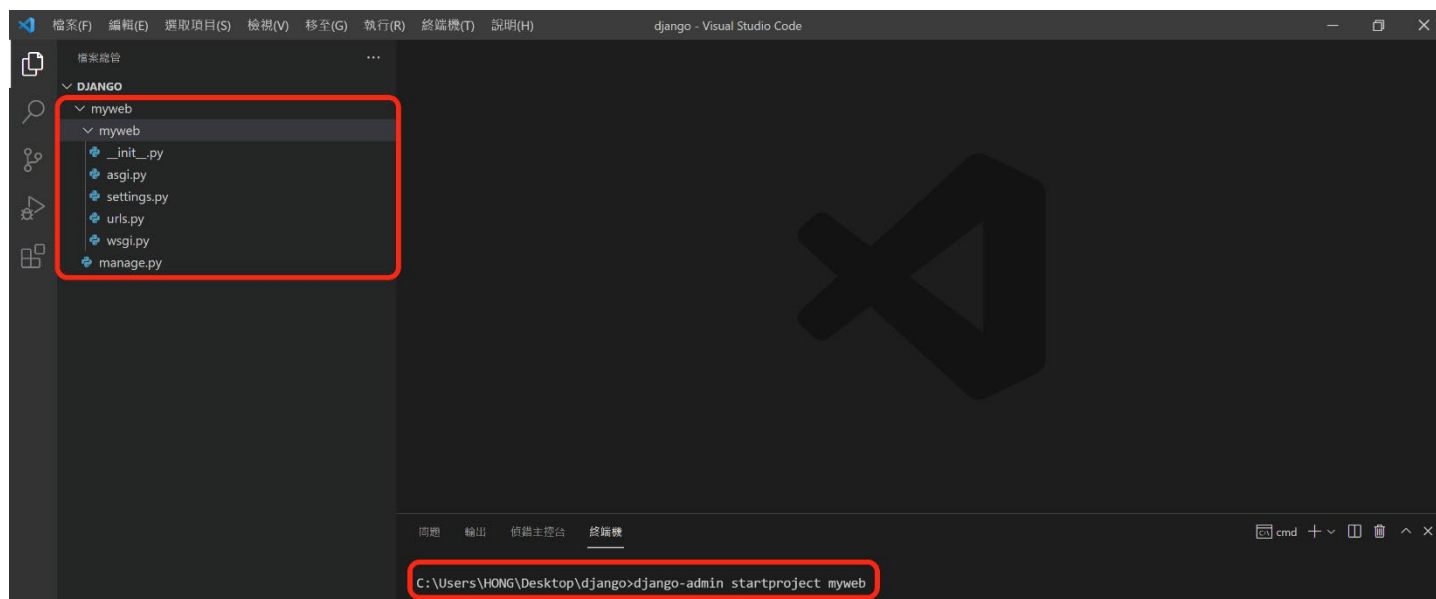 檔案(F) 編輯(E) 選取項目(S) 檢視(V) 移至(G) 執行(R) 終端機(T) 說明(H) django - Visual Studio Code
檔案總管 ...
DJANGO
myweb
myweb
__init__.py
asgi.py
settings.py
urls.py
wsgi.py
manage.py
問題 輸出 偵錯主控台 終端機 cmd
C:\Users\HONG\Desktop\django>django-admin startproject myweb